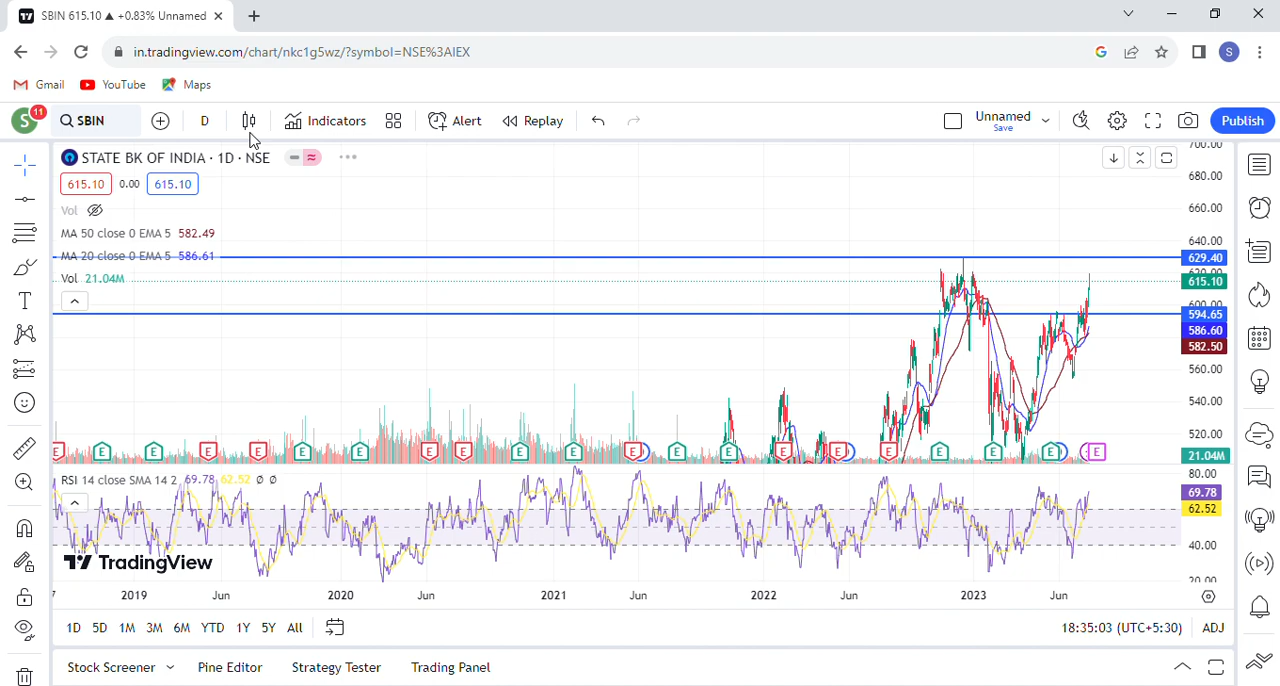 SBIN 615.10 ▲ +0.83% Unnamed
in.tradingview.com/chart/nkc1g5wz/?symbol=NSE%3AIEX
G
S
Gmail
YouTube
Maps
S
11
SBIN
D
Indicators
Alert
Replay
Unnamed
Save
Publish
STATE BK OF INDIA · 1D · NSE
615.10 0.00 615.10
Vol
MA 50 close 0 EMA 5 582.49
MA 20 close 0 EMA 5 586.61
Vol 21.04M
700.00
680.00
660.00
640.00
629.40
620.00
615.10
600.00
594.65
586.60
582.50
560.00
540.00
520.00
21.04M
E E E E E E E E E E E E E E E E E E E E E
RSI 14 close SMA 14 2 69.78 62.52 Ø Ø
80.00
69.78
62.52
40.00
20.00
TradingView
2019 Jun 2020 Jun 2021 Jun 2022 Jun 2023 Jun
1D 5D 1M 3M 6M YTD 1Y 5Y All
18:35:03 (UTC+5:30) ADJ
Stock Screener Pine Editor Strategy Tester Trading Panel